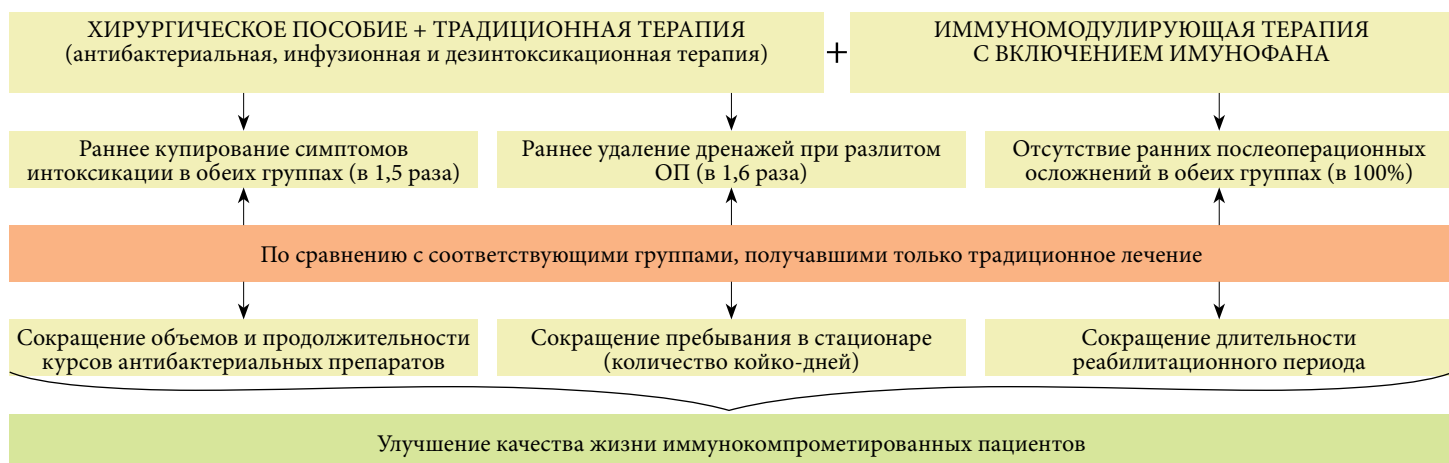 ХИРУРГИЧЕСКОЕ ПОСОБИЕ + ТРАДИЦИОННАЯ ТЕРАПИЯ
(антибактериальная, инфузионная и дезинтоксикационная терапия)
+
ИММУНОМОДУЛИРУЮЩАЯ ТЕРАПИЯ
С ВКЛЮЧЕНИЕМ ИМУНОФАНА
Раннее купирование симптомов
интоксикации в обеих группах (в 1,5 раза)
Раннее удаление дренажей при разлитом
ОП (в 1,6 раза)
Отсутствие ранних послеоперационных
осложнений в обеих группах (в 100%)
По сравнению с соответствующими группами, получавшими только традиционное лечение
Сокращение объемов и продолжительности
курсов антибактериальных препаратов
Сокращение пребывания в стационаре
(количество койко-дней)
Сокращение длительности
реабилитационного периода
Улучшение качества жизни иммунокомпрометированных пациентов